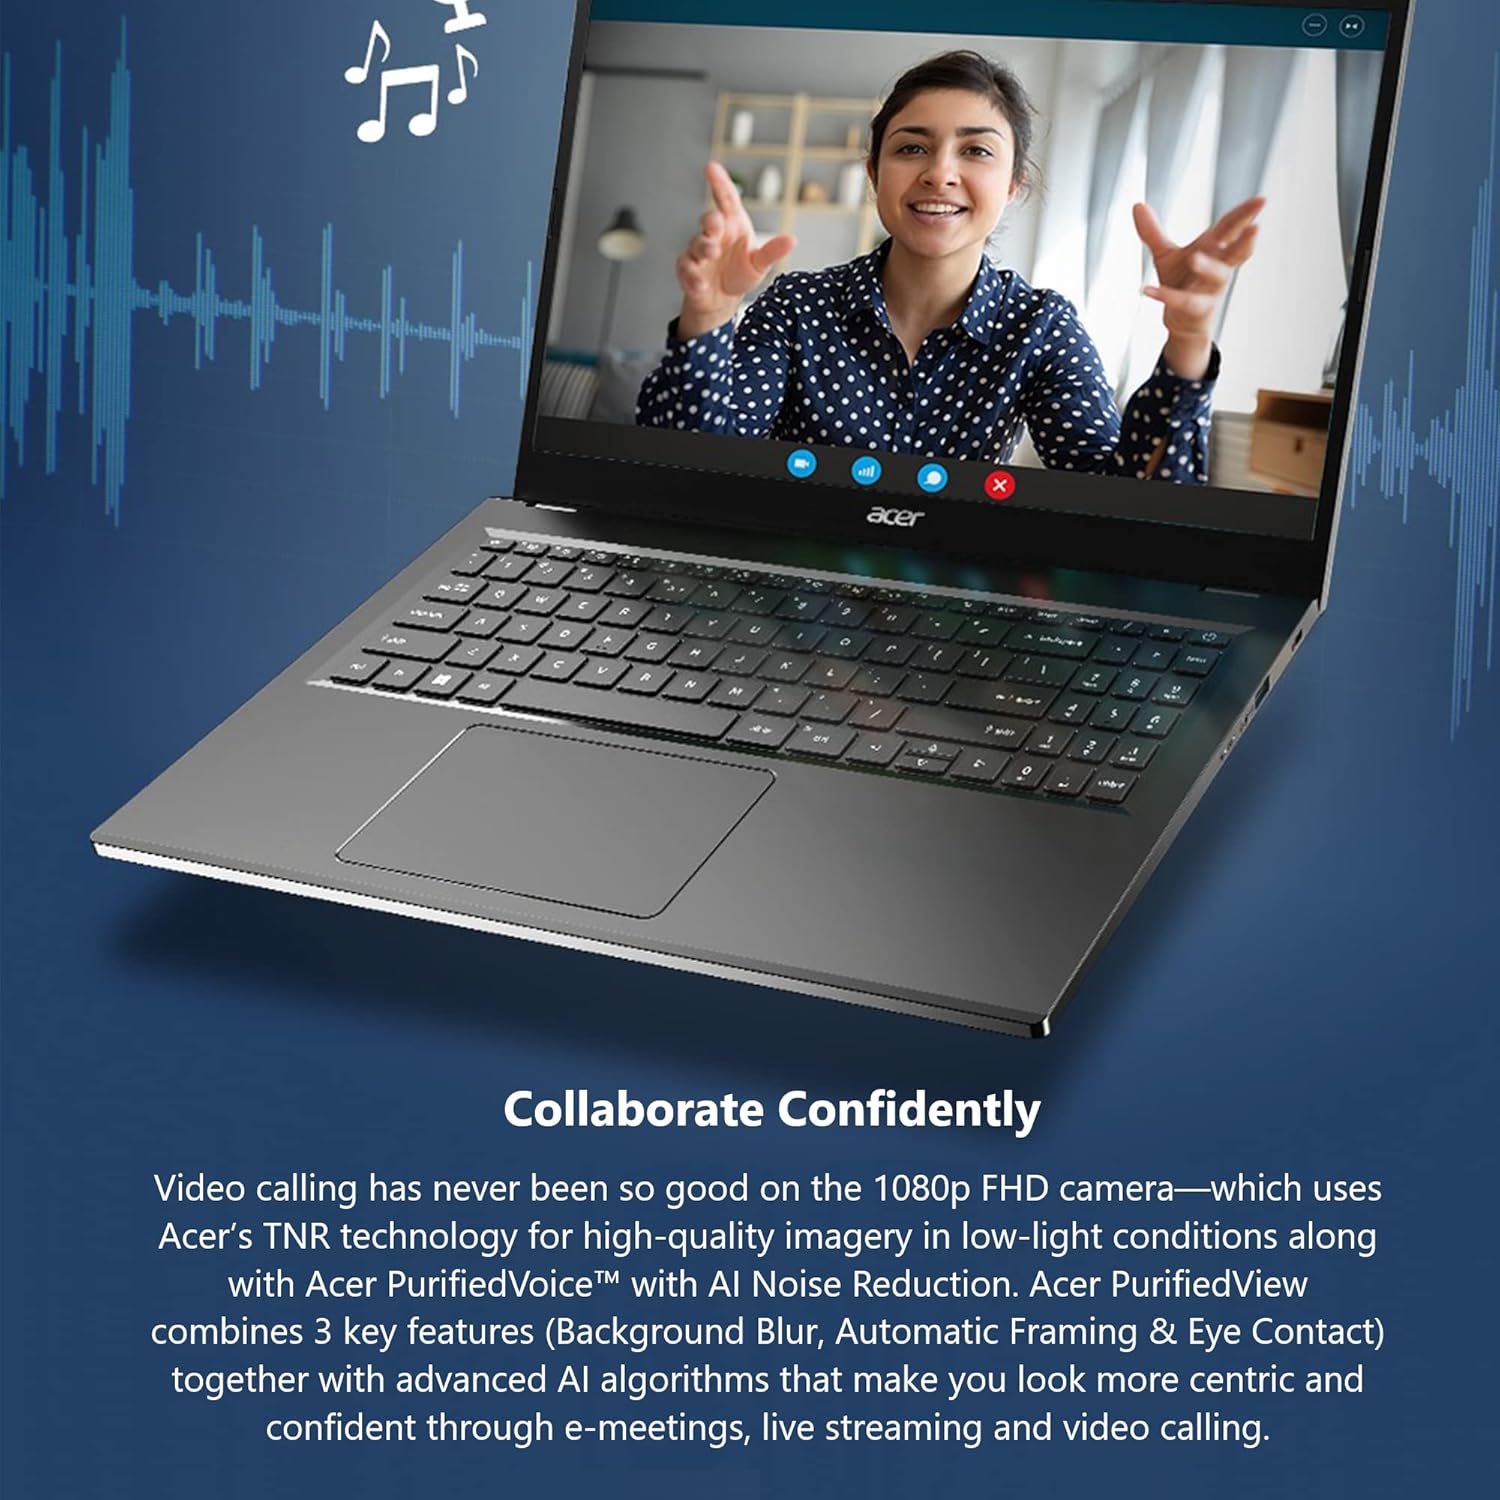 acer
Collaborate Confidently
Video calling has never been so good on the 1080p FHD camera—which uses
Acer's TNR technology for high-quality imagery in low-light conditions along
with Acer PurifiedVoice™ with AI Noise Reduction. Acer PurifiedView
combines 3 key features (Background Blur, Automatic Framing & Eye Contact)
together with advanced AI algorithms that make you look more centric and
confident through e-meetings, live streaming and video calling.